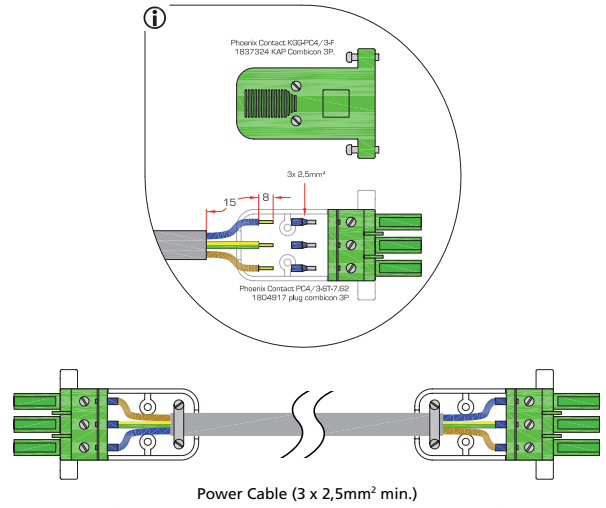 i
Phoenix Contact KGG-PC4/3-F
1837324 KAP Combicon 3P.
3x 2,5mm²
15
8
Phoenix Contact PC4/3-ST-7.62
1804917 plug combicon 3P
Power Cable (3 x 2,5mm² min.)